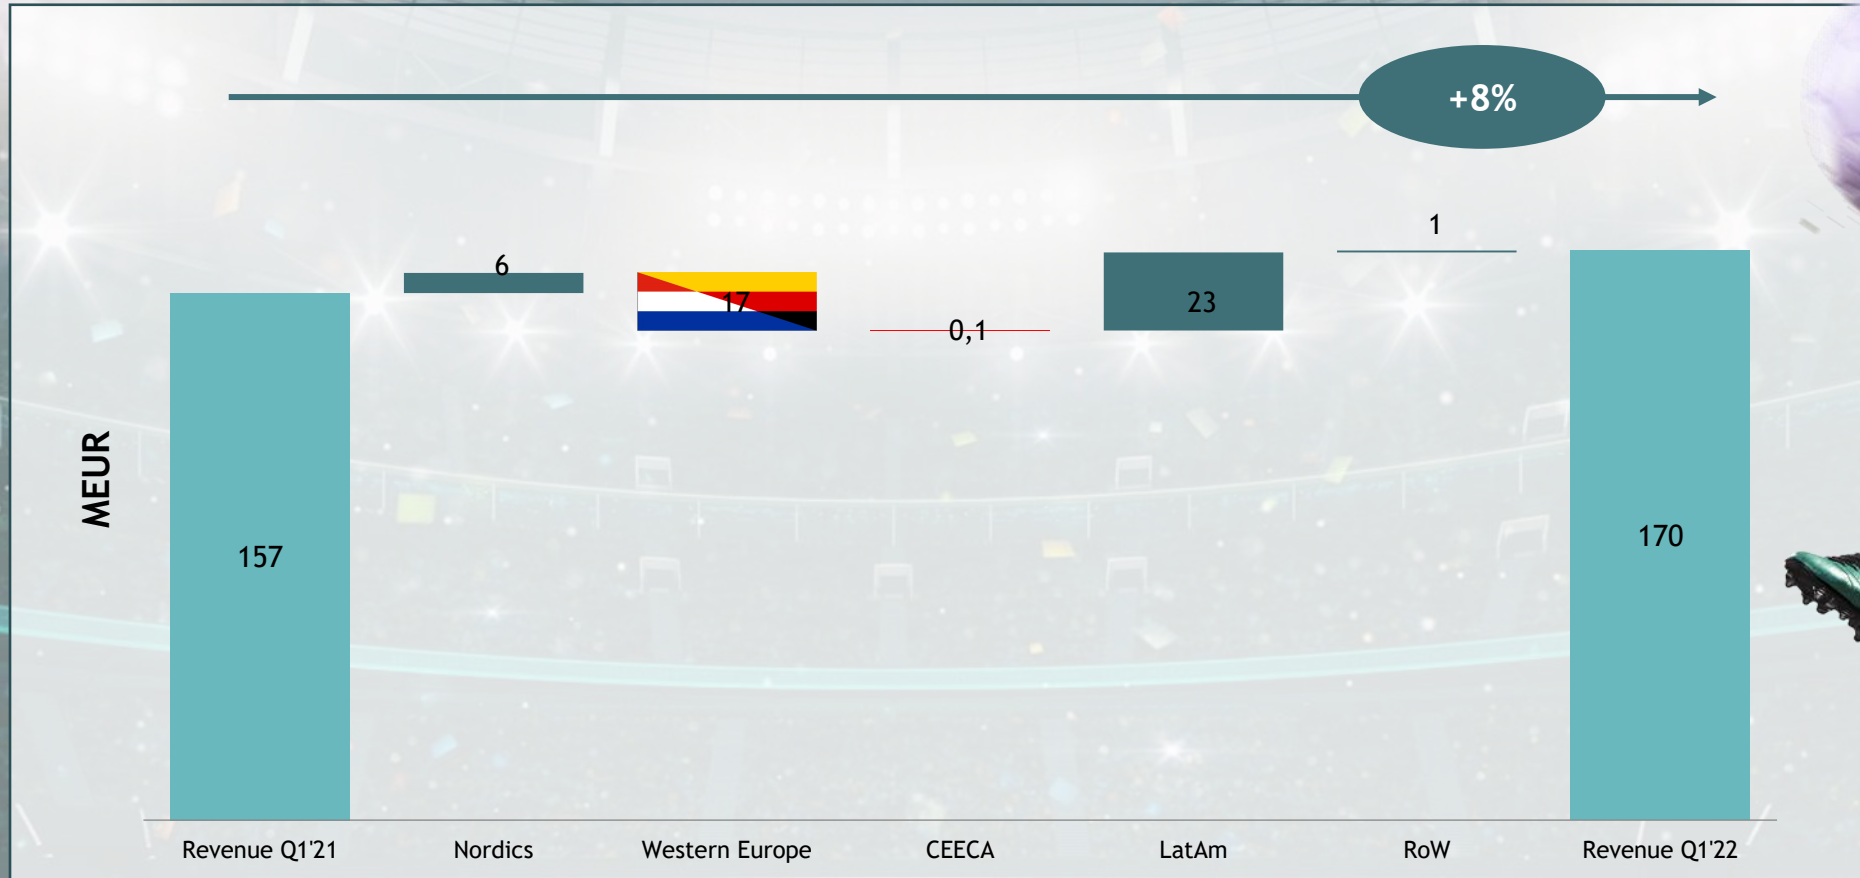 +8%
1
6
17
0,1
23
MEUR
157
170
Revenue Q1'21
Nordics
Western Europe
CEECA
LatAm
RoW
Revenue Q1'22